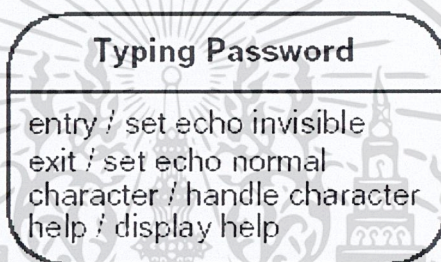 Typing Password
entry / set echo invisible
exit / set echo normal
character / handle character
help / display help